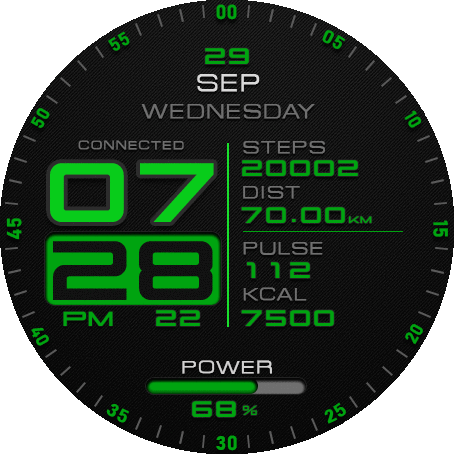 00
05
10
15
20
25
30
35
40
45
50
55
29
SEP
WEDNESDAY
CONNECTED
07
28
PM 22
STEPS
20002
DIST
70.00KM
PULSE
112
KCAL
7500
POWER
68%